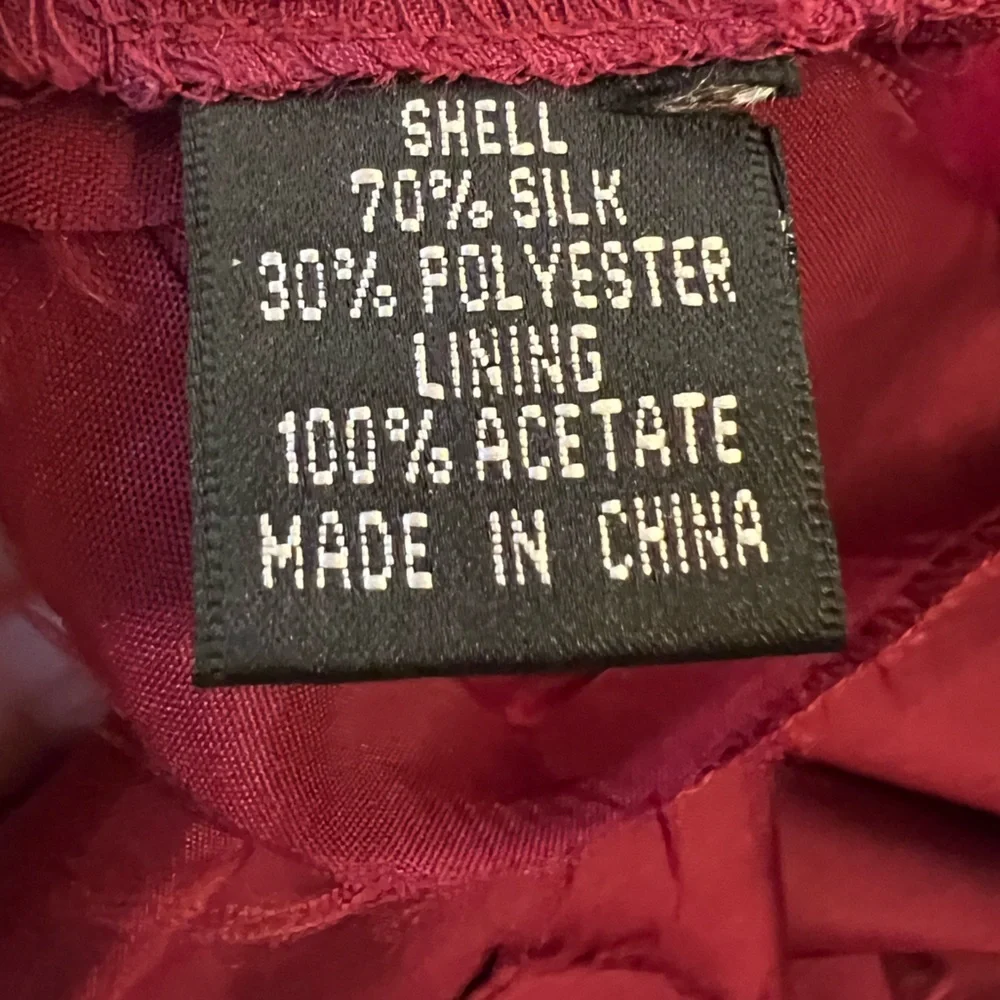 SHELL
70% SILK
30% POLYESTER
LINING
100% ACETATE
MADE IN CHINA